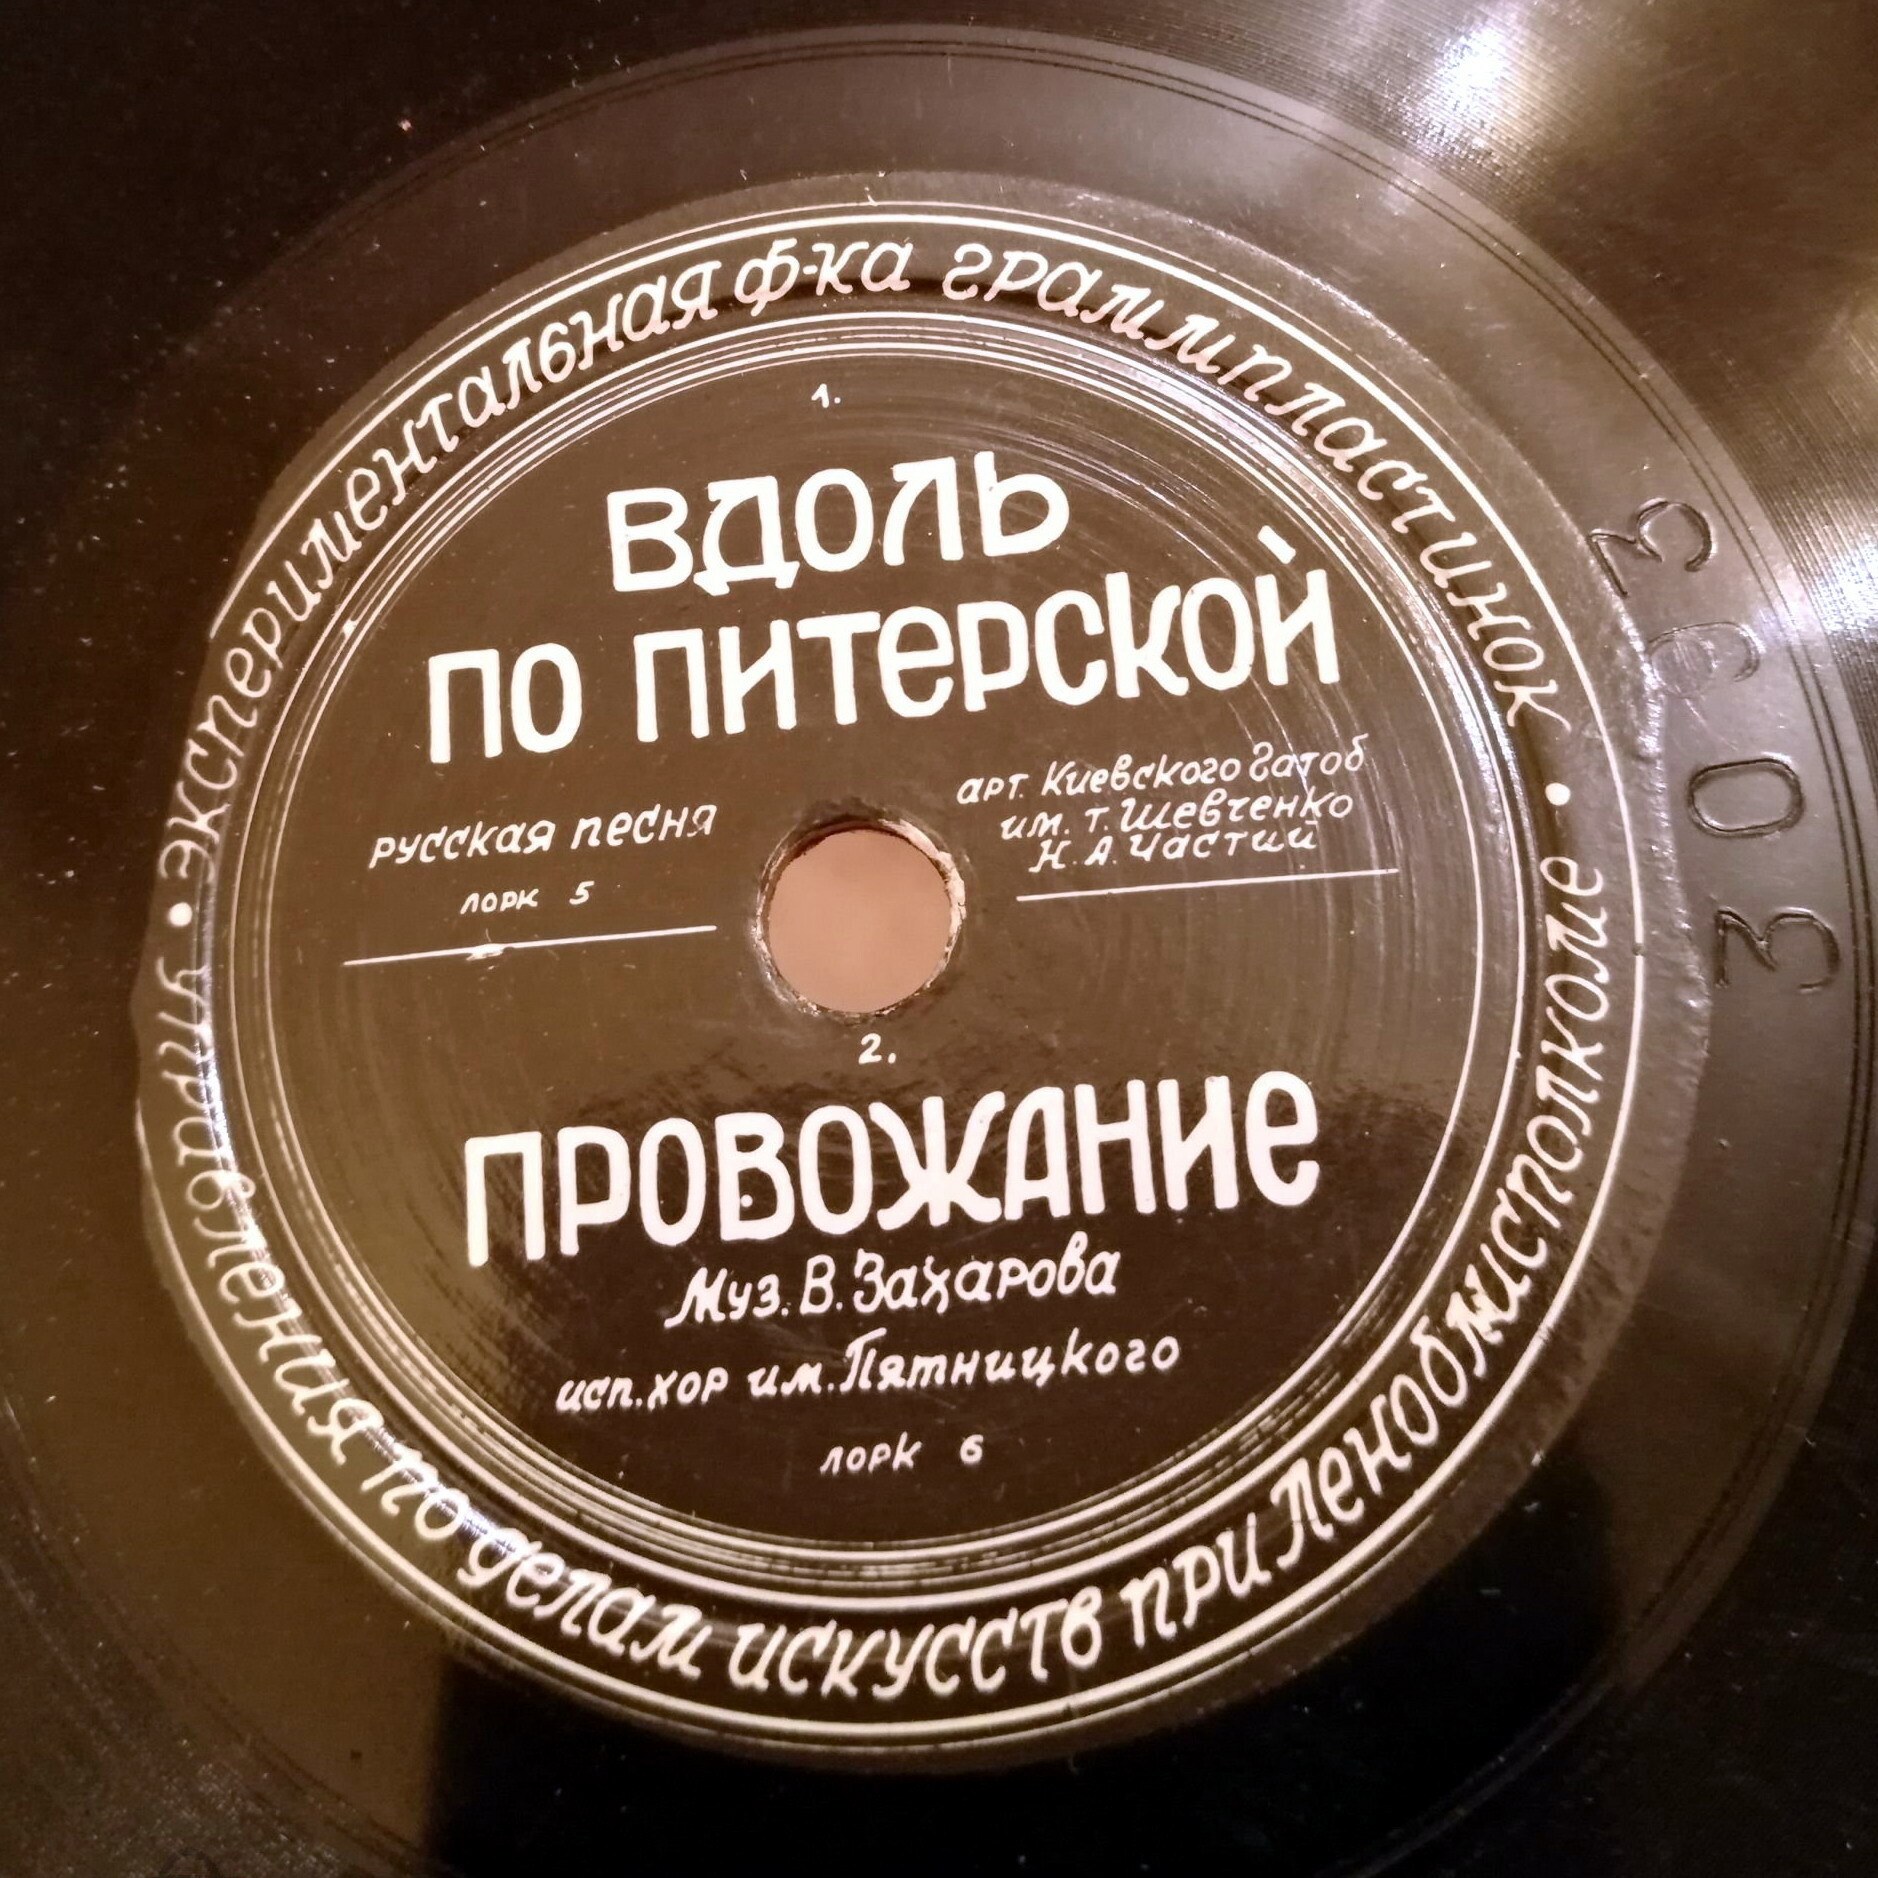 • Экспериментальная ф-ка граммпластинок •
управления по делам искусств при Леноблисполкоме
1.
ВДОЛЬ
ПО ПИТЕРСКОЙ
русская песня
лорк 5
арт. Киевского Гатоб
им. Т. Шевченко
Н. А. Частий
2.
ПРОВОЖАНИЕ
Муз. В. Захарова
исп. хор им. Пятницкого
лорк 6